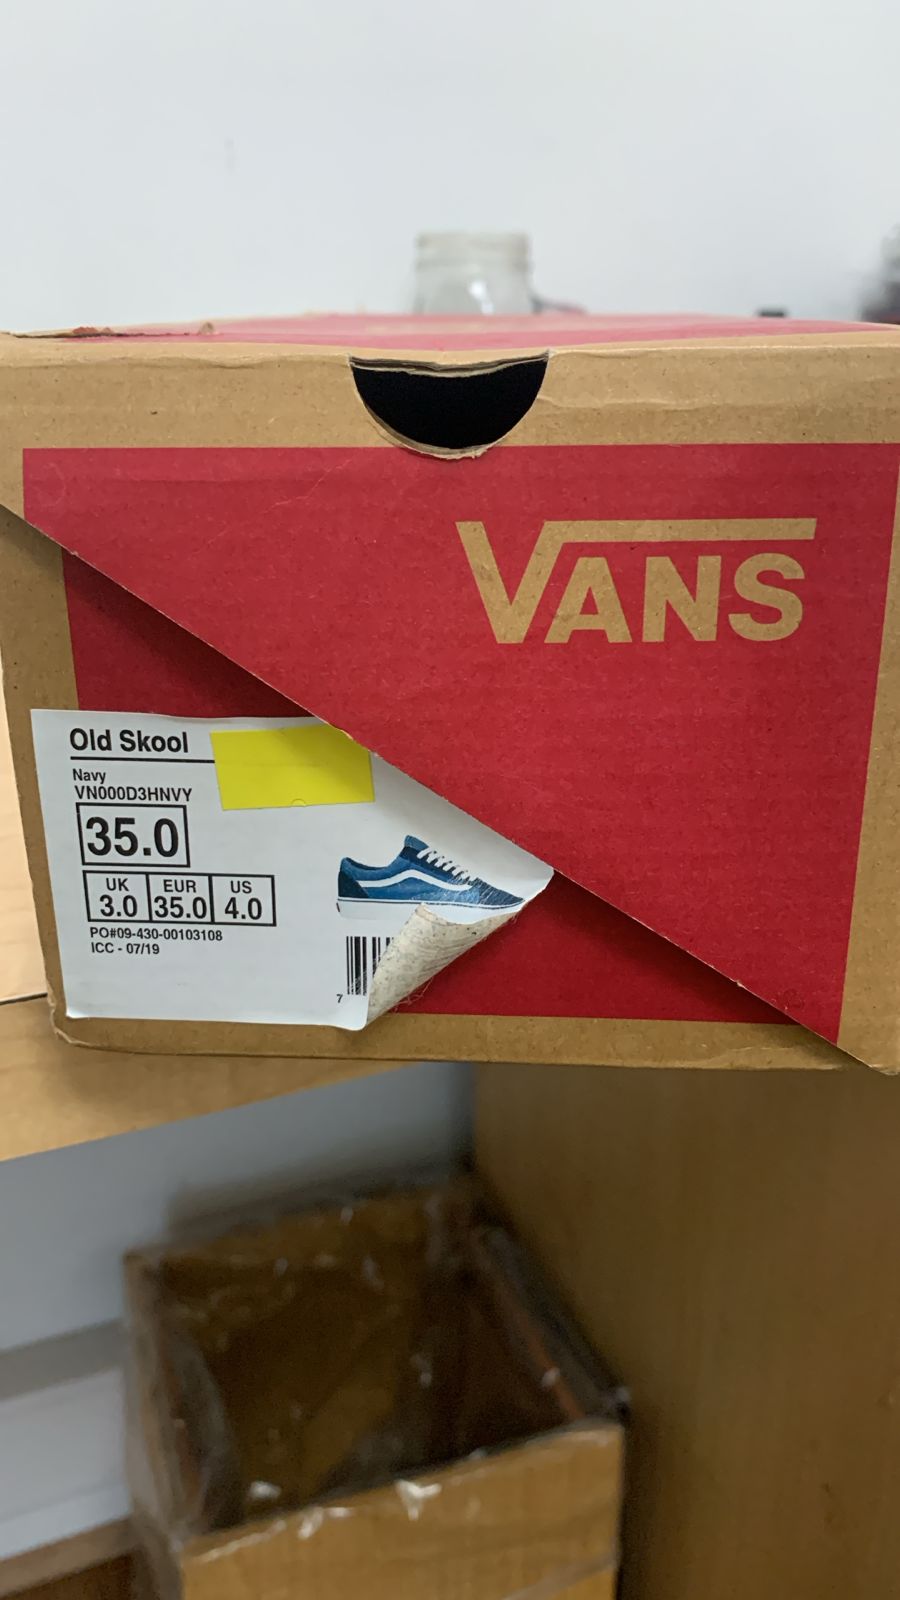 VANS
Old Skool
Navy
VN000D3HNVY
35.0
UK EUR US
3.0 35.0 4.0
PO#09-430-00103108
ICC - 07/19
7